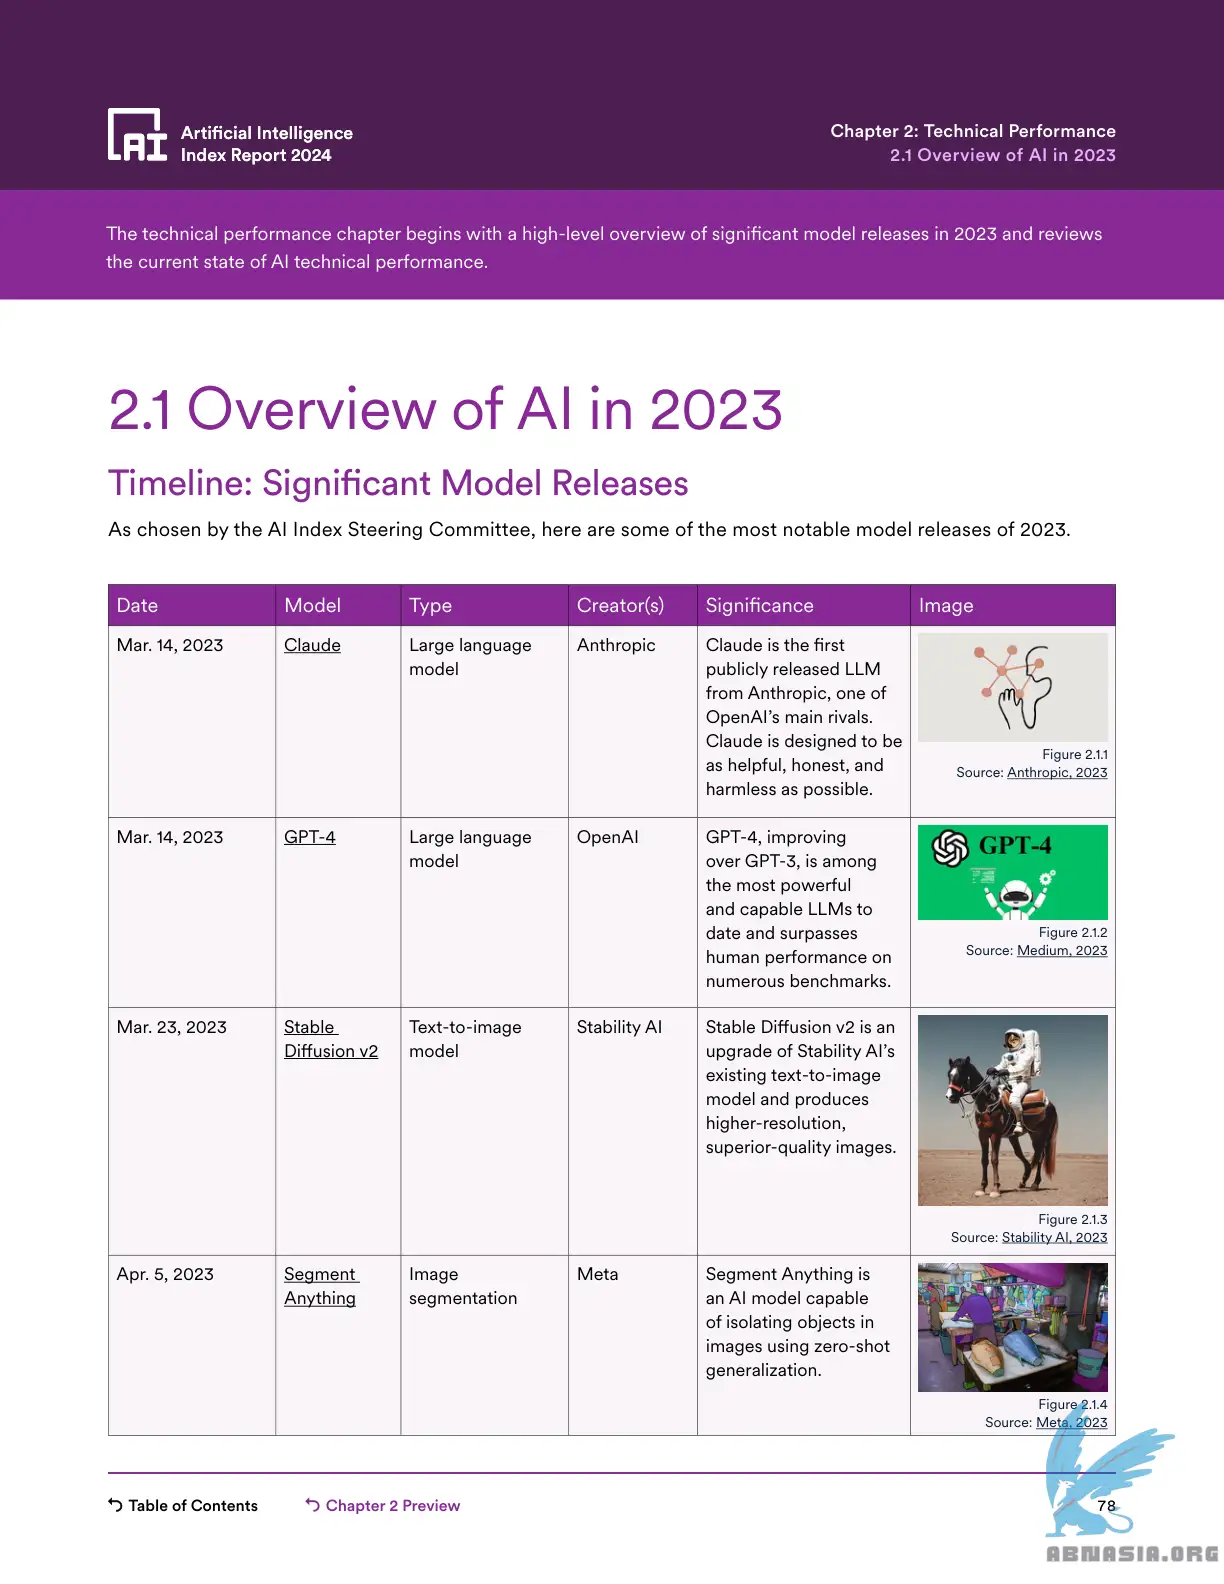 AI
Artificial Intelligence
Index Report 2024
Chapter 2: Technical Performance
2.1 Overview of AI in 2023
The technical performance chapter begins with a high-level overview of significant model releases in 2023 and reviews
the current state of AI technical performance.
2.1 Overview of AI in 2023
Timeline: Significant Model Releases
As chosen by the AI Index Steering Committee, here are some of the most notable model releases of 2023.
Date Model Type Creator(s) Significance Image
Mar. 14, 2023 Claude Large language Anthropic Claude is the first
model publicly released LLM
from Anthropic, one of
OpenAI’s main rivals.
Claude is designed to be
as helpful, honest, and
harmless as possible.
Figure 2.1.1
Source: Anthropic, 2023
Mar. 14, 2023 GPT-4 Large language OpenAI GPT-4, improving
model over GPT-3, is among
the most powerful
and capable LLMs to
date and surpasses
human performance on
numerous benchmarks.
GPT-4
Figure 2.1.2
Source: Medium, 2023
Mar. 23, 2023 Stable Text-to-image Stability AI Stable Diffusion v2 is an
Diffusion v2 model upgrade of Stability AI’s
existing text-to-image
model and produces
higher-resolution,
superior-quality images.
Figure 2.1.3
Source: Stability AI, 2023
Apr. 5, 2023 Segment Image Meta Segment Anything is
Anything segmentation an AI model capable
of isolating objects in
images using zero-shot
generalization.
Figure 2.1.4
Source: Meta, 2023
Table of Contents Chapter 2 Preview 78
ABNASIA.ORG